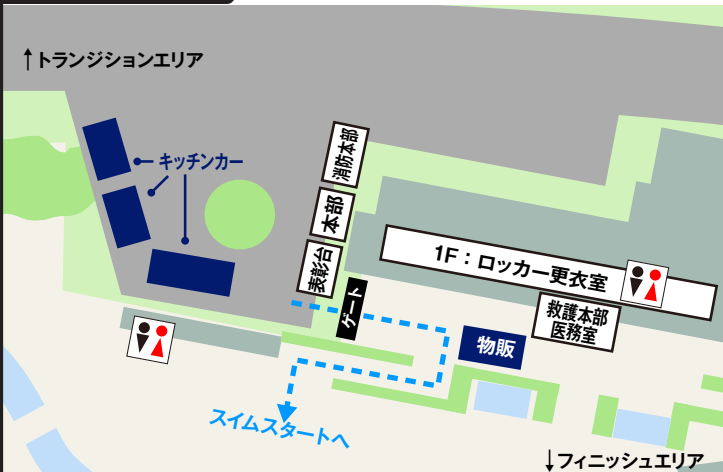 ↑トランジションエリア
キッチンカー
消防本部
本部
表彰台
ゲート
1F：ロッカー更衣室
救護本部
医務室
物販
スイムスタートへ
↓フィニッシュエリア